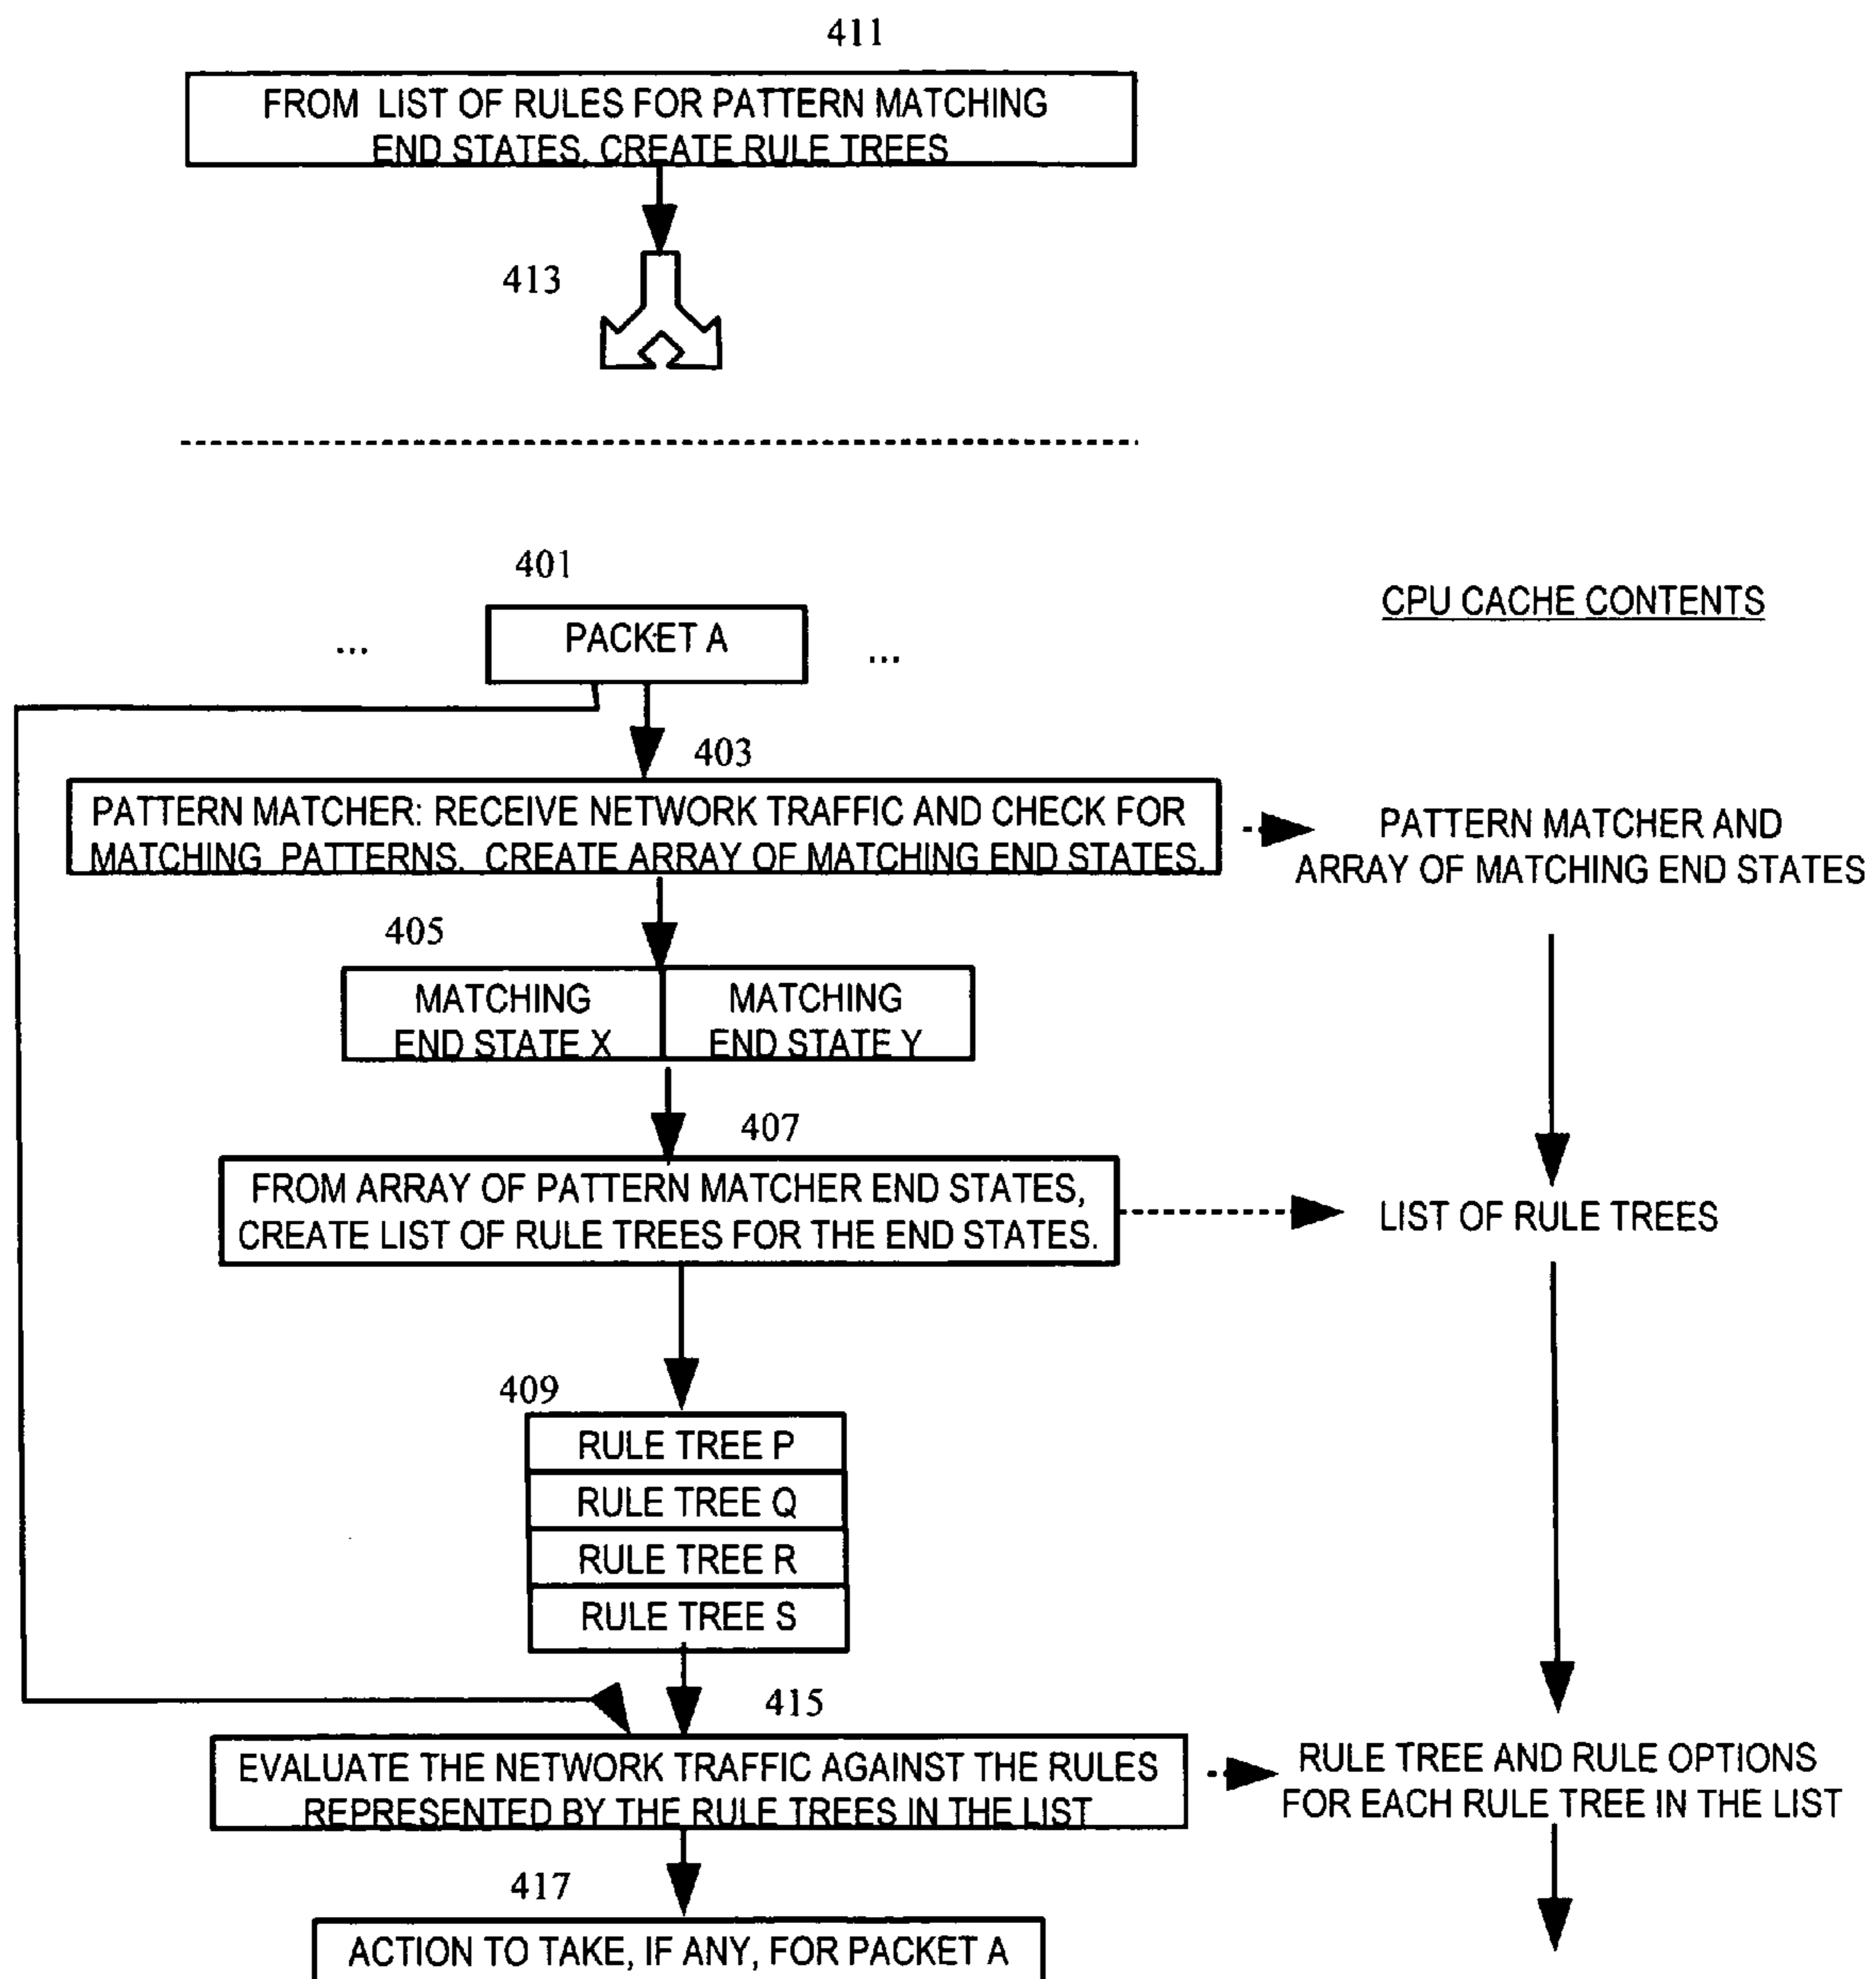 411
FROM LIST OF RULES FOR PATTERN MATCHING
END STATES, CREATE RULE TREES
413
401
CPU CACHE CONTENTS
...
PACKET A
...
403
PATTERN MATCHER: RECEIVE NETWORK TRAFFIC AND CHECK FOR
MATCHING PATTERNS. CREATE ARRAY OF MATCHING END STATES.
PATTERN MATCHER AND
ARRAY OF MATCHING END STATES
405
MATCHING
END STATE X
MATCHING
END STATE Y
407
FROM ARRAY OF PATTERN MATCHER END STATES,
CREATE LIST OF RULE TREES FOR THE END STATES.
LIST OF RULE TREES
409
RULE TREE P
RULE TREE Q
RULE TREE R
RULE TREE S
415
EVALUATE THE NETWORK TRAFFIC AGAINST THE RULES
REPRESENTED BY THE RULE TREES IN THE LIST
RULE TREE AND RULE OPTIONS
FOR EACH RULE TREE IN THE LIST
417
ACTION TO TAKE, IF ANY, FOR PACKET A